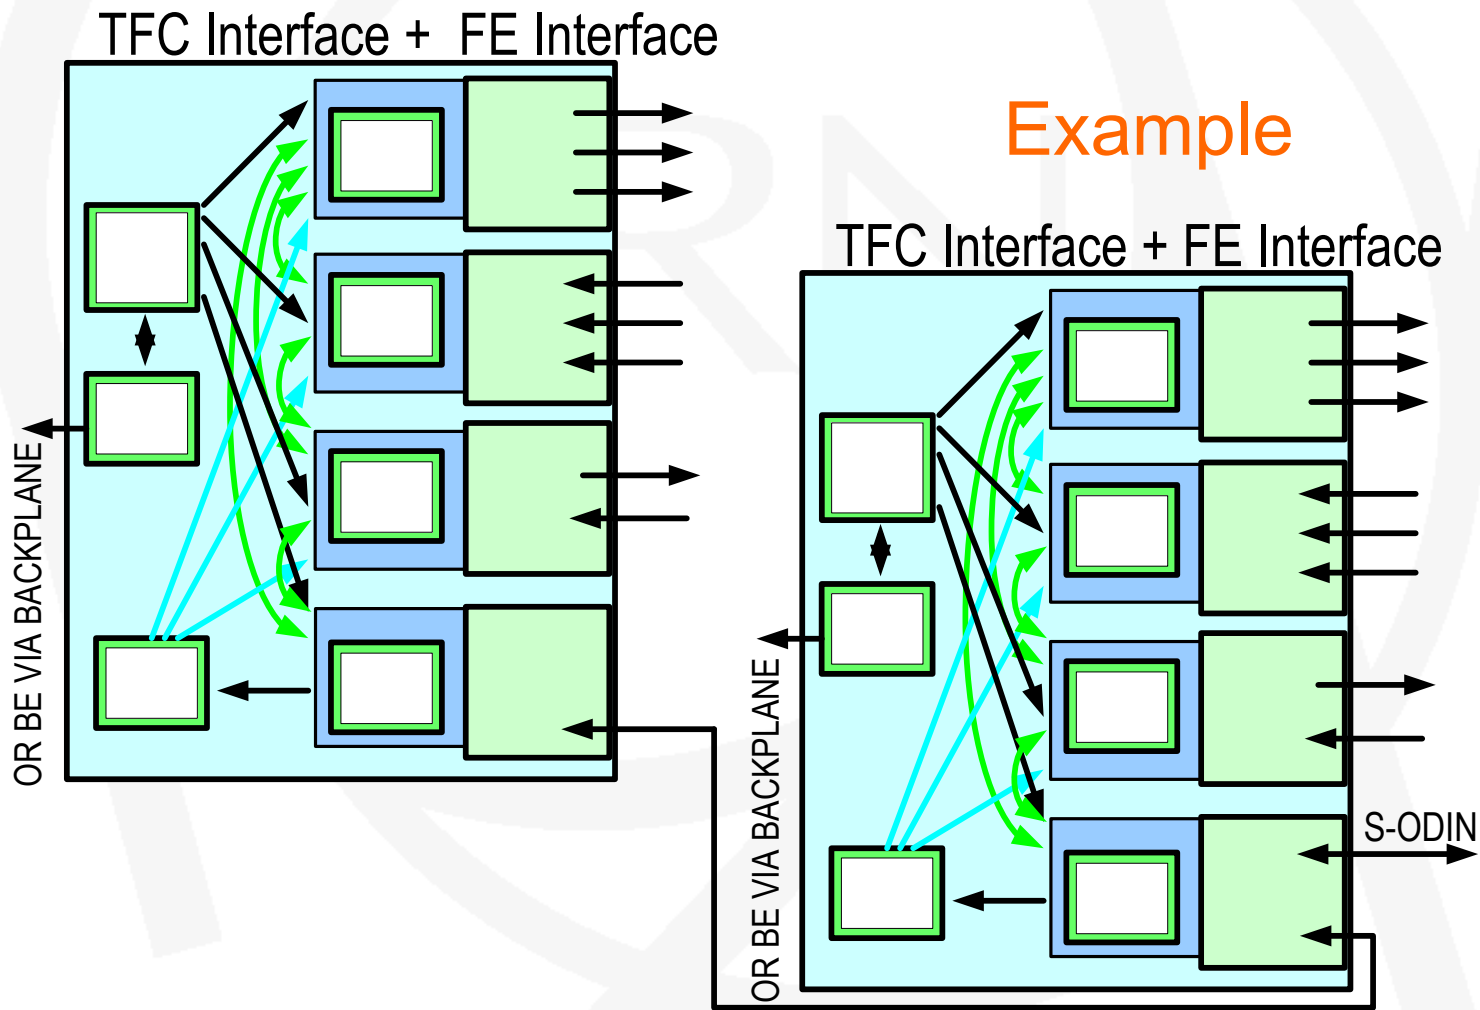 TFC Interface + FE Interface
Example
TFC Interface + FE Interface
OR BE VIA BACKPLANE
OR BE VIA BACKPLANE
S-ODIN